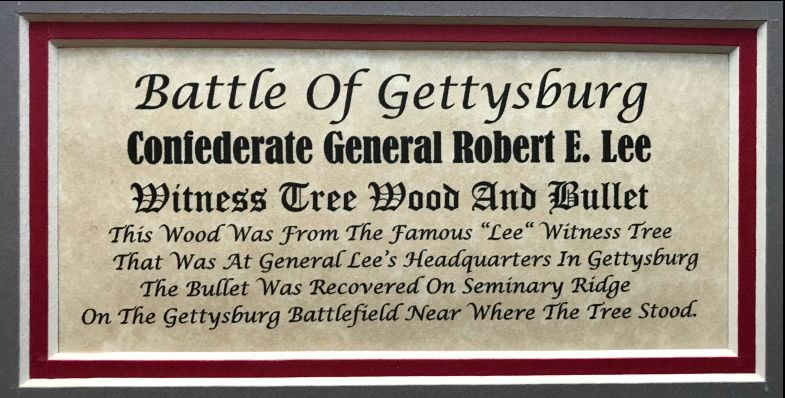 Battle Of Gettysburg
Confederate General Robert E. Lee
Witness Tree Wood And Bullet
This Wood Was From The Famous “Lee“ Witness Tree
That Was At General Lee's Headquarters In Gettysburg
The Bullet Was Recovered On Seminary Ridge
On The Gettysburg Battlefield Near Where The Tree Stood.